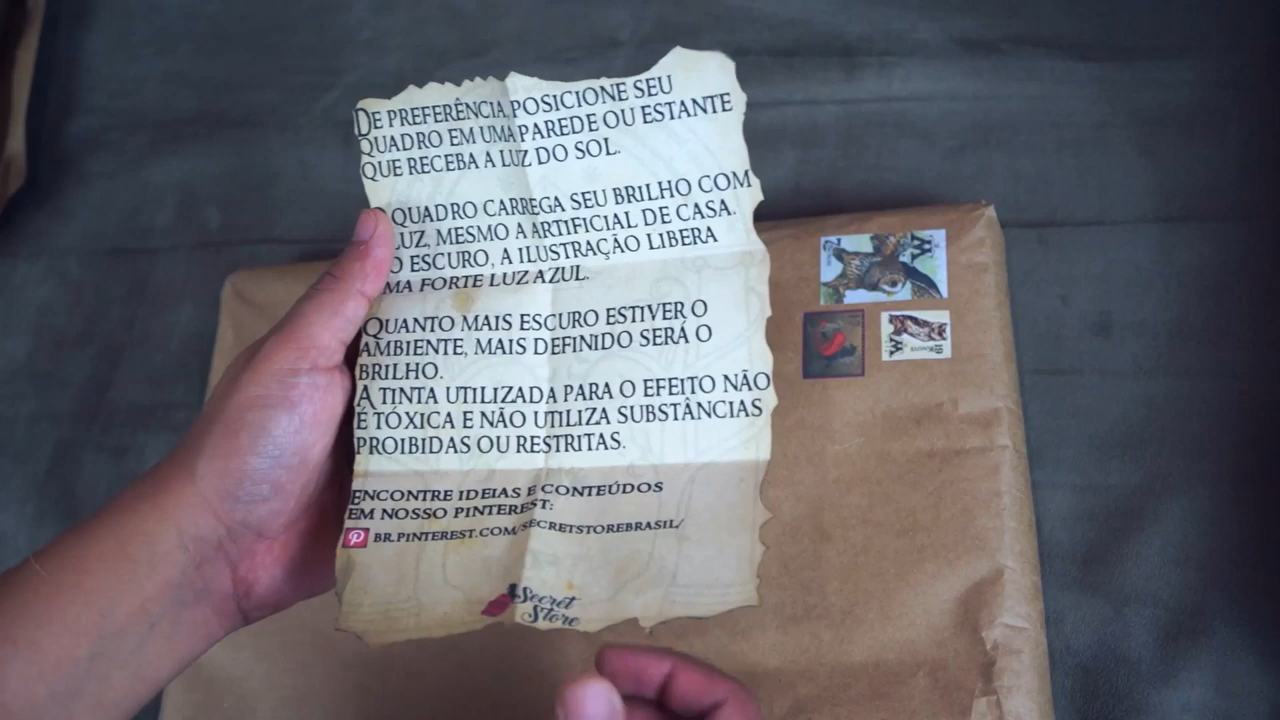 DE PREFERÊNCIA, POSICIONE SEU
QUADRO EM UMA PAREDE OU ESTANTE
QUE RECEBA A LUZ DO SOL.
QUADRO CARREGA SEU BRILHO COM
LUZ, MESMO A ARTIFICIAL DE CASA.
O ESCURO, A ILUSTRAÇÃO LIBERA
MA FORTE LUZ AZUL.
QUANTO MAIS ESCURO ESTIVER O
AMBIENTE, MAIS DEFINIDO SERÁ O
BRILHO.
A TINTA UTILIZADA PARA O EFEITO NÃO
É TÓXICA E NÃO UTILIZA SUBSTÂNCIAS
PROIBIDAS OU RESTRITAS.
ENCONTRE IDEIAS E CONTEÚDOS
EM NOSSO PINTEREST:
BR.PINTEREST.COM/SECRETSTOREBRASIL/
Secret
Store